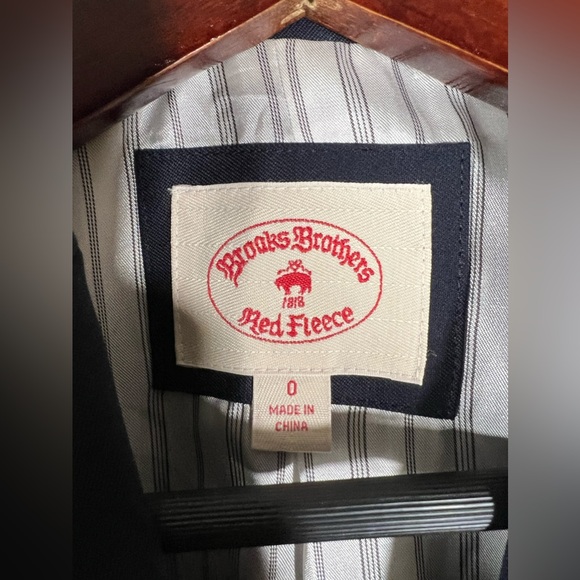 Brooks Brothers
1818
Red Fleece
0
MADE IN
CHINA